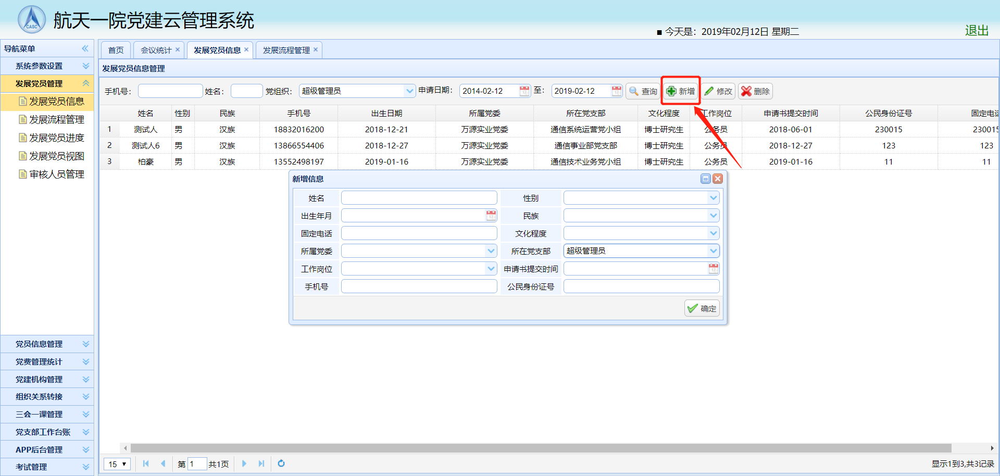 CASC
航天一院党建云管理系统
■ 今天是：2019年02月12日 星期二
退出
导航菜单
系统参数设置
发展党员管理
发展党员信息
发展流程管理
发展党员进度
发展党员视图
审核人员管理
党员信息管理
党费管理统计
党建机构管理
组织关系转接
三会一课管理
党支部工作台账
APP后台管理
考试管理
首页 会议统计 发展党员信息 发展流程管理
发展党员信息管理
手机号： 姓名： 党组织： 超级管理员 申请日期： 2014-02-12 至： 2019-02-12 查询 新增 修改 删除
姓名 性别 民族 手机号 出生日期 所属党委 所在党支部 文化程度 工作岗位 申请书提交时间 公民身份证号 固定电话
1 测试人 男 汉族 18832016200 2018-12-21 万源实业党委 通信系统运营党小组 博士研究生 公务员 2018-06-01 230015 230015
2 测试人6 男 汉族 13866554406 2018-12-27 万源实业党委 通信事业部党支部 博士研究生 公务员 2018-12-27 123 123
3 柏豪 男 汉族 13552498197 2019-01-16 万源实业党委 通信技术业务党小组 博士研究生 公务员 2019-01-16 11 11
新增信息
姓名 性别
出生年月 民族
固定电话 文化程度
所属党委 所在党支部 超级管理员
工作岗位 申请书提交时间
手机号 公民身份证号
确定
15 第 1 共1页
显示1到3,共3记录